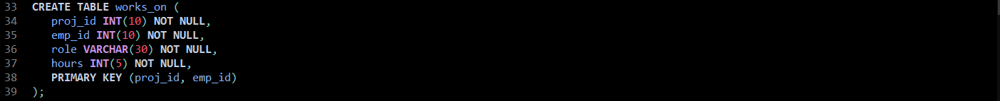 33 CREATE TABLE works_on (
34    proj_id INT(10) NOT NULL,
35    emp_id INT(10) NOT NULL,
36    role VARCHAR(30) NOT NULL,
37    hours INT(5) NOT NULL,
38    PRIMARY KEY (proj_id, emp_id)
39 );